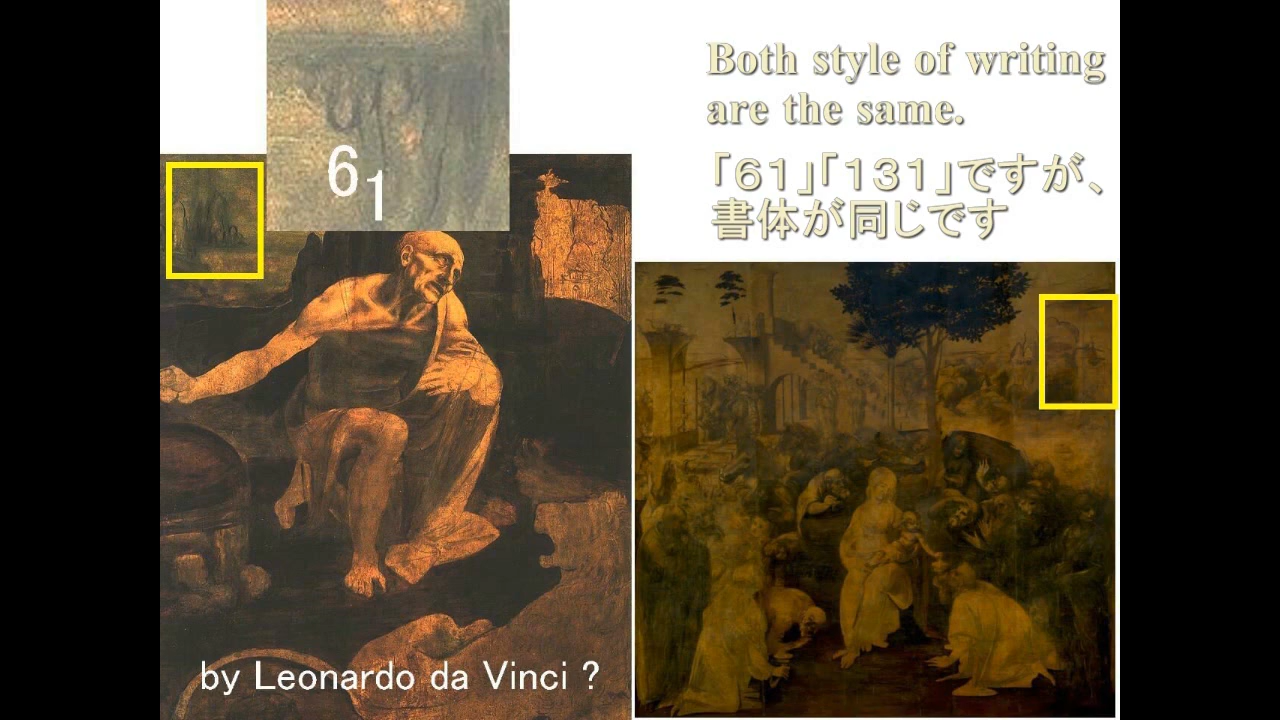 Both style of writing
are the same.
「６１」「１３１」ですが、
書体が同じです
61
by Leonardo da Vinci ?